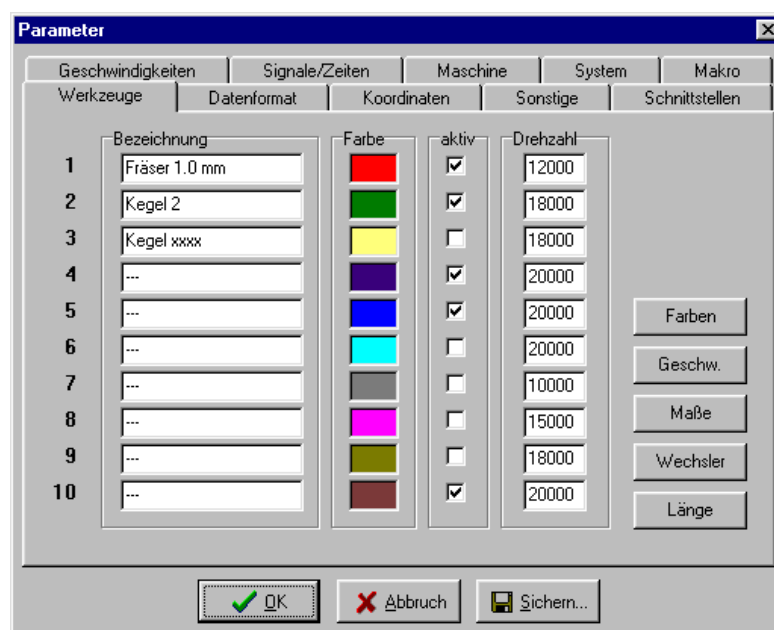 Parameter
Geschwindigkeiten Signale/Zeiten Maschine System Makro
Werkzeuge Datenformat Koordinaten Sonstige Schnittstellen
Bezeichnung Farbe aktiv Drehzahl
1 Fräser 1.0 mm 12000
2 Kegel 2 18000
3 Kegel xxxx 18000
4 --- 20000
5 --- 20000
Farben
6 --- 20000
Geschw.
7 --- 10000
8 --- 15000
Maße
9 --- 18000
Wechsler
10 --- 20000
Länge
OK Abbruch Sichern...